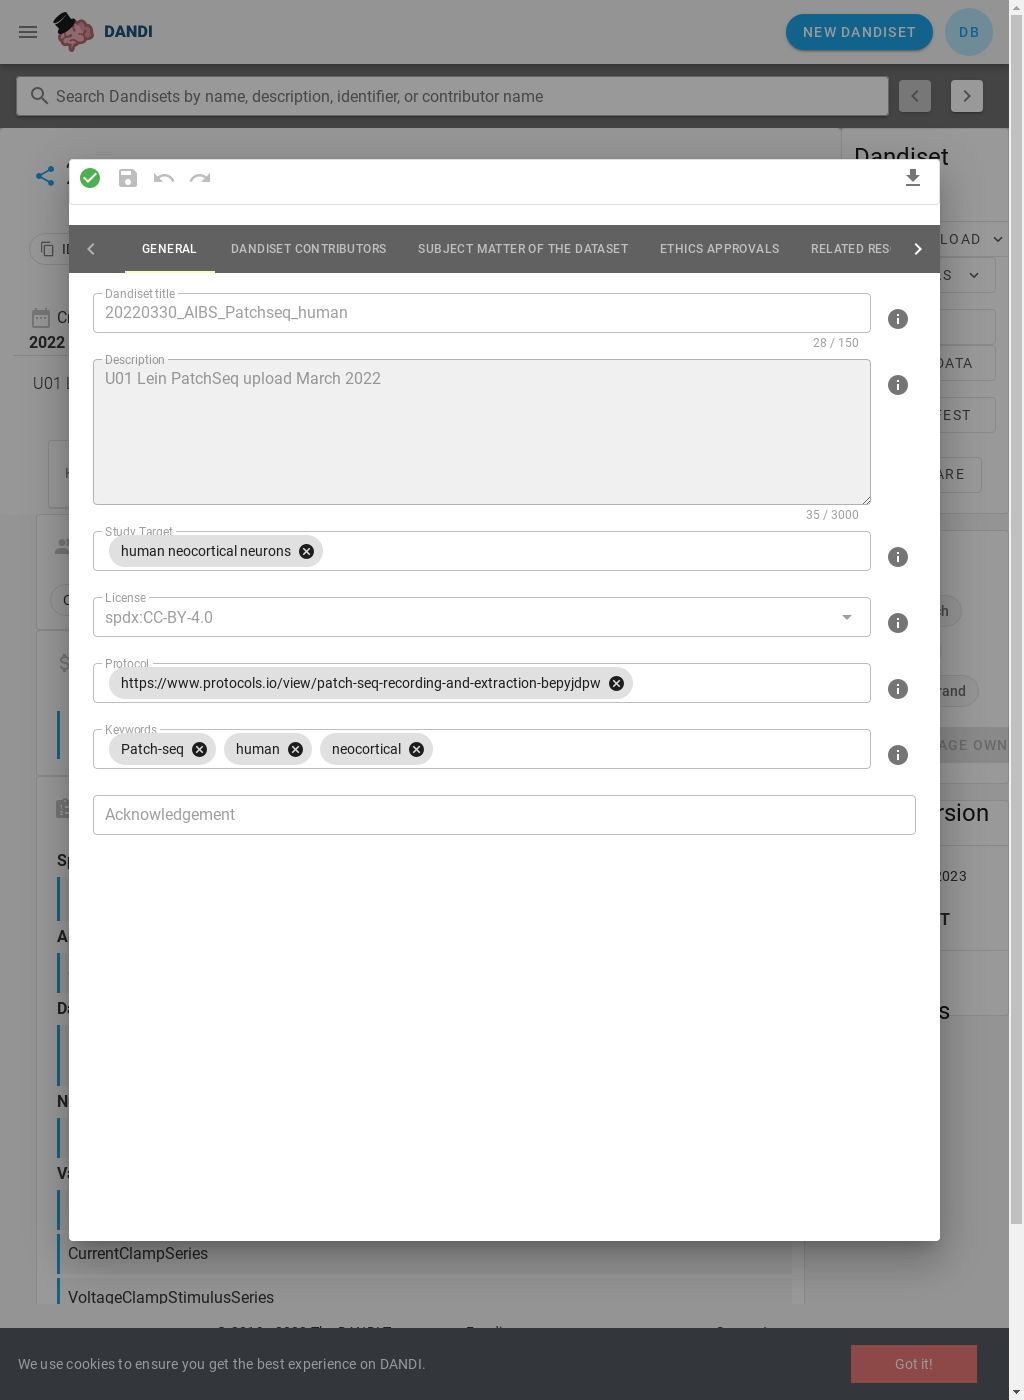 DANDI
NEW DANDISET
DB
Search Dandisets by name, description, identifier, or contributor name
Dandiset
GENERAL
DANDISET CONTRIBUTORS
SUBJECT MATTER OF THE DATASET
ETHICS APPROVALS
RELATED RES
Dandiset title
20220330_AIBS_Patchseq_human
28 / 150
2022
U01
Description
U01 Lein PatchSeq upload March 2022
35 / 3000
Study Target
human neocortical neurons
License
spdx:CC-BY-4.0
Protocol
https://www.protocols.io/view/patch-seq-recording-and-extraction-bepyjdpw
Keywords
Patch-seq
human
neocortical
Acknowledgement
LOAD
S
DATA
FEST
ARE
ch
rand
AGE OWN
rsion
2023
T
s
CurrentClampSeries
VoltageClampStimulusSeries
We use cookies to ensure you get the best experience on DANDI.
Got it!